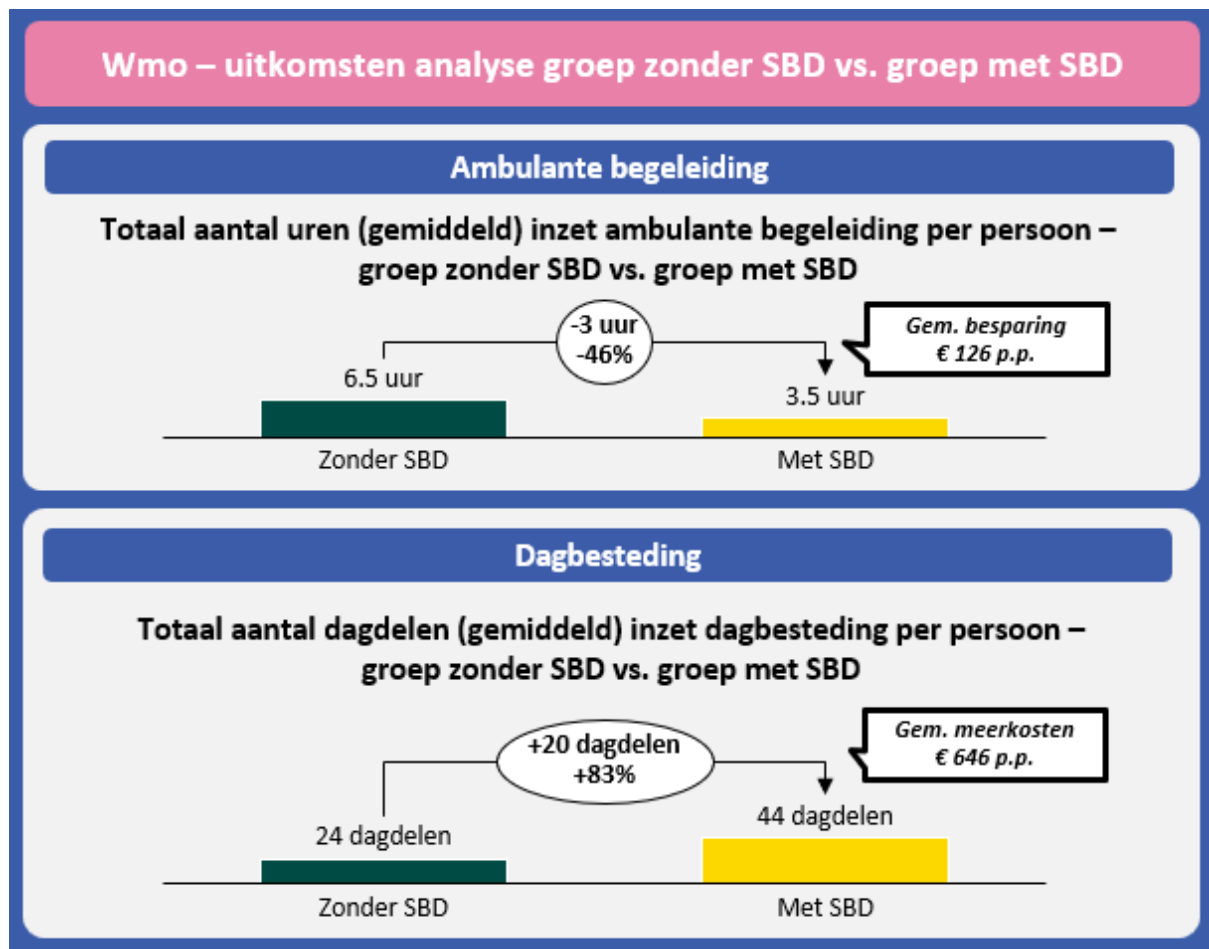 Wmo – uitkomsten analyse groep zonder SBD vs. groep met SBD
Ambulante begeleiding
Totaal aantal uren (gemiddeld) inzet ambulante begeleiding per persoon –
groep zonder SBD vs. groep met SBD
-3 uur
-46%
Gem. besparing
€ 126 p.p.
6.5 uur
3.5 uur
Zonder SBD
Met SBD
Dagbesteding
Totaal aantal dagdelen (gemiddeld) inzet dagbesteding per persoon –
groep zonder SBD vs. groep met SBD
+20 dagdelen
+83%
Gem. meerkosten
€ 646 p.p.
24 dagdelen
44 dagdelen
Zonder SBD
Met SBD